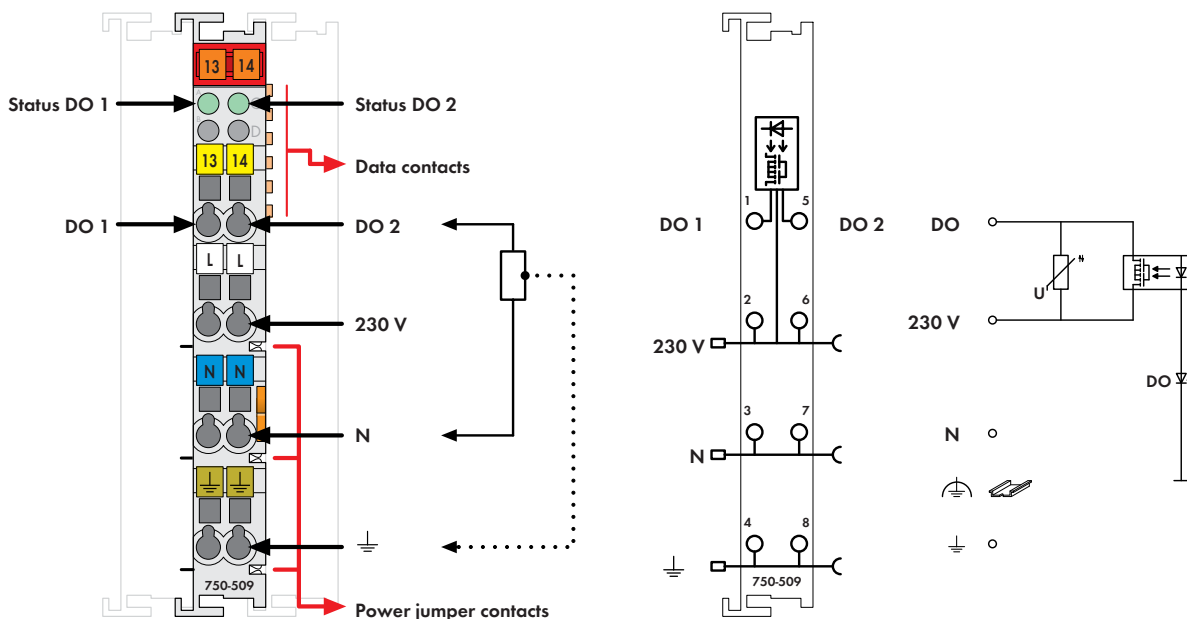 13 14
Status DO 1
A
C
Status DO 2
B
D
13 14
Data contacts
DO 1
DO 2
L L
230 V
N N
N
750-509
Power jumper contacts
1
5
DO 1
DO 2
2
6
230 V
3
7
N
4
8
750-509
DO
U
230 V
DO
N